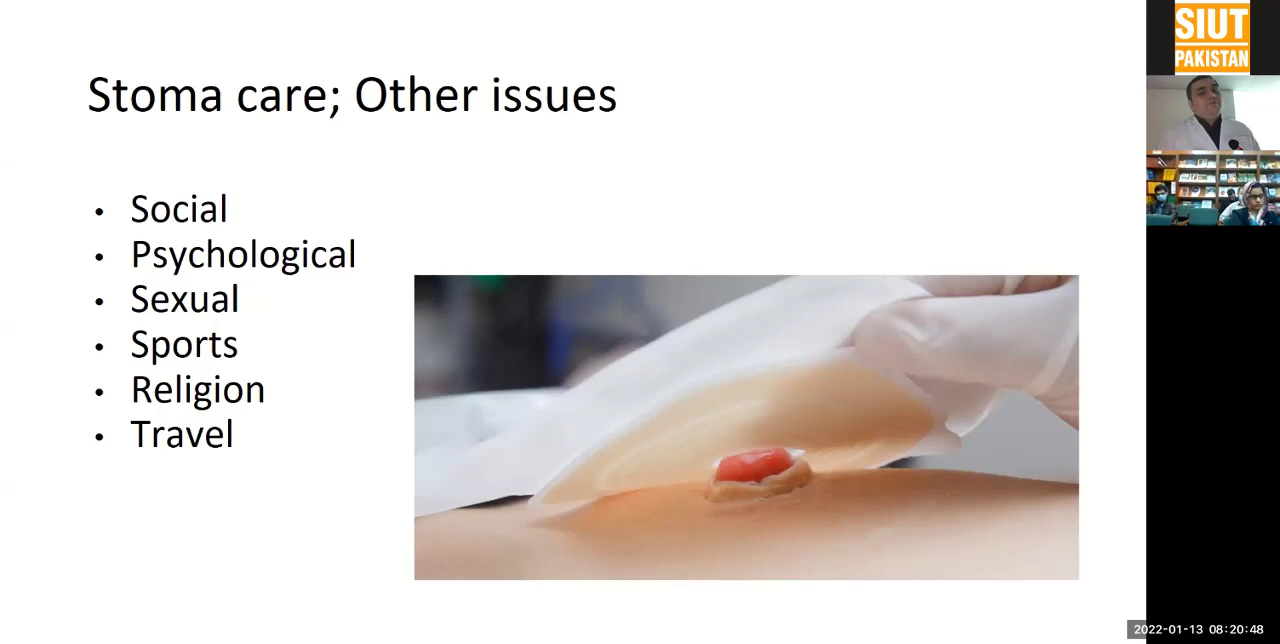 Stoma care; Other issues
• Social
• Psychological
• Sexual
• Sports
• Religion
• Travel
SIUT
PAKISTAN
2022-01-13 08:20:48